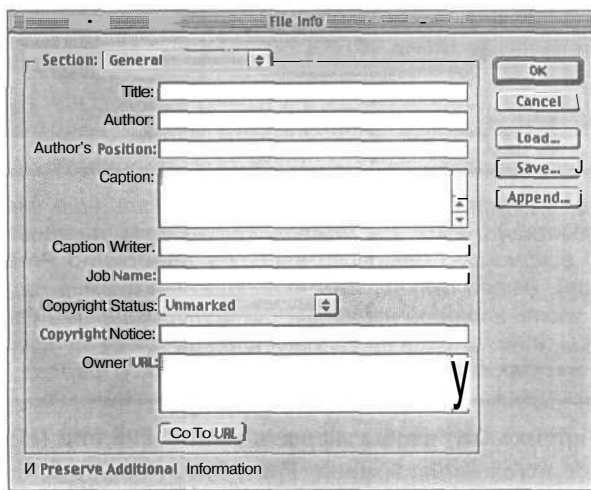 File Info
Section: General
Title:
Author:
Author's Position:
Caption:
Caption Writer.
Job Name:
Copyright Status: Unmarked
Copyright Notice:
Owner URL:
y
Co To URL )
И Preserve Additional Information
OK
Cancel \
Load...
[ Save... J
[ Append... j